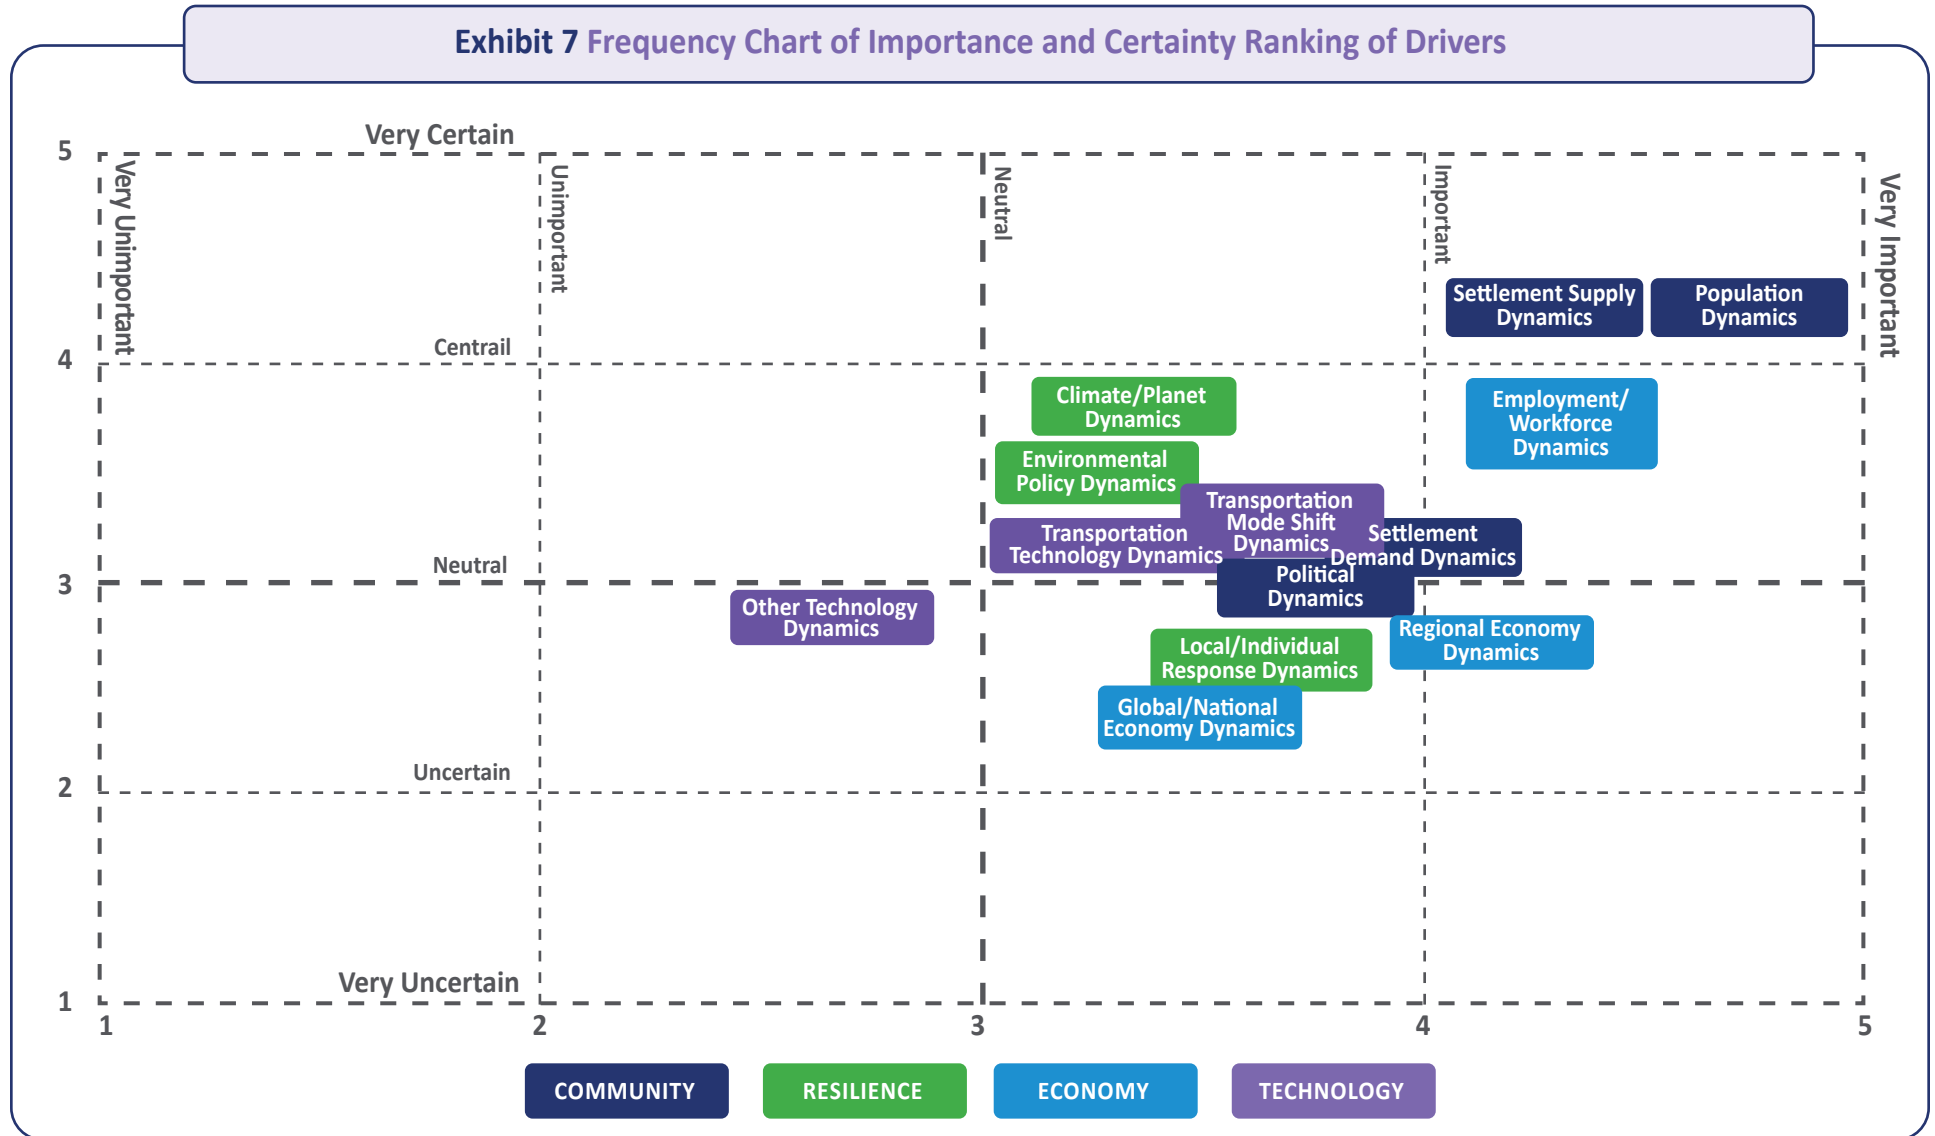 Exhibit 7 Frequency Chart of Importance and Certainty Ranking of Drivers
Very Certain
5
Very Unimportant
Unimportant
Neutral
Important
Very Important
Settlement Supply
Dynamics
Population
Dynamics
Centrail
4
Climate/Planet
Dynamics
Employment/
Workforce
Dynamics
Environmental
Policy Dynamics
Transportation
Mode Shift
Dynamics
Transportation
Technology Dynamics
Settlement
Demand Dynamics
Neutral
3
Political
Dynamics
Other Technology
Dynamics
Regional Economy
Dynamics
Local/Individual
Response Dynamics
Global/National
Economy Dynamics
Uncertain
2
Very Uncertain
1
1
2
3
4
5
COMMUNITY
RESILIENCE
ECONOMY
TECHNOLOGY